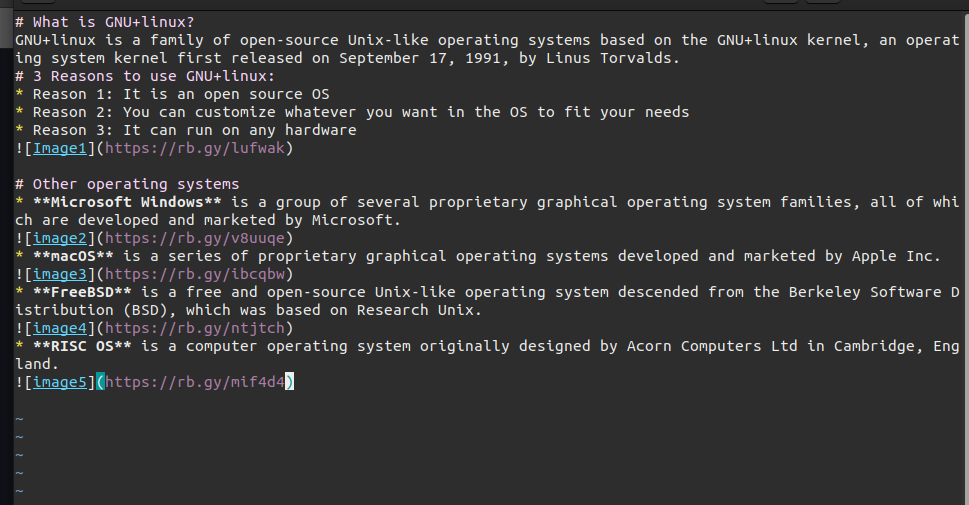 # What is GNU+linux?
GNU+linux is a family of open-source Unix-like operating systems based on the GNU+linux kernel, an operat
ing system kernel first released on September 17, 1991, by Linus Torvalds.
# 3 Reasons to use GNU+linux:
* Reason 1: It is an open source OS
* Reason 2: You can customize whatever you want in the OS to fit your needs
* Reason 3: It can run on any hardware
![Image1](https://rb.gy/lufwak)

# Other operating systems
* **Microsoft Windows** is a group of several proprietary graphical operating system families, all of whi
ch are developed and marketed by Microsoft.
![image2](https://rb.gy/v8uuqe)
* **macOS** is a series of proprietary graphical operating systems developed and marketed by Apple Inc.
![image3](https://rb.gy/ibcqbw)
* **FreeBSD** is a free and open-source Unix-like operating system descended from the Berkeley Software D
istribution (BSD), which was based on Research Unix.
![image4](https://rb.gy/ntjtch)
* **RISC OS** is a computer operating system originally designed by Acorn Computers Ltd in Cambridge, Eng
land.
![image5](https://rb.gy/mif4d4)

~
~
~
~
~